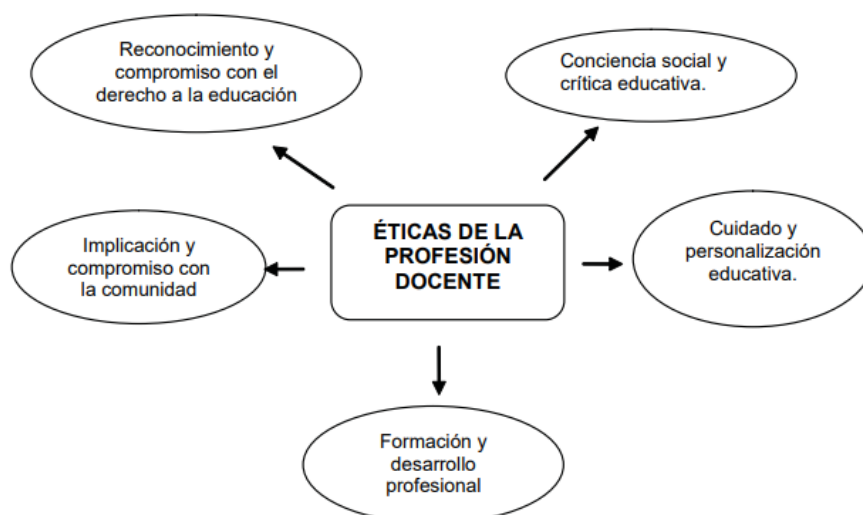 Reconocimiento y
compromiso con el
derecho a la educación
Conciencia social y
crítica educativa.
ÉTICAS DE LA
PROFESIÓN
DOCENTE
Implicación y
compromiso con
la comunidad
Cuidado y
personalización
educativa.
Formación y
desarrollo
profesional